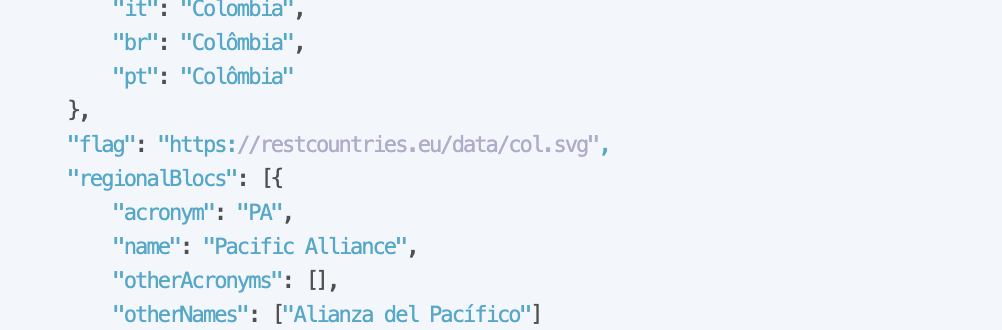 "it": "Colombia",
"br": "Colômbia",
"pt": "Colômbia"
},
"flag": "https://restcountries.eu/data/col.svg",
"regionalBlocs": [{
"acronym": "PA",
"name": "Pacific Alliance",
"otherAcronyms": [],
"otherNames": ["Alianza del Pacífico"]